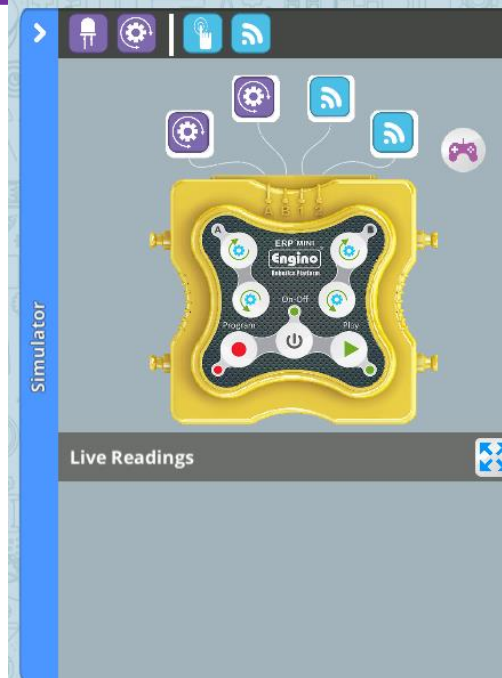 Simulator
A B 1 2
A B
ERP MINI
Engino
Robotics Platform
On-Off
Program Play
Live Readings